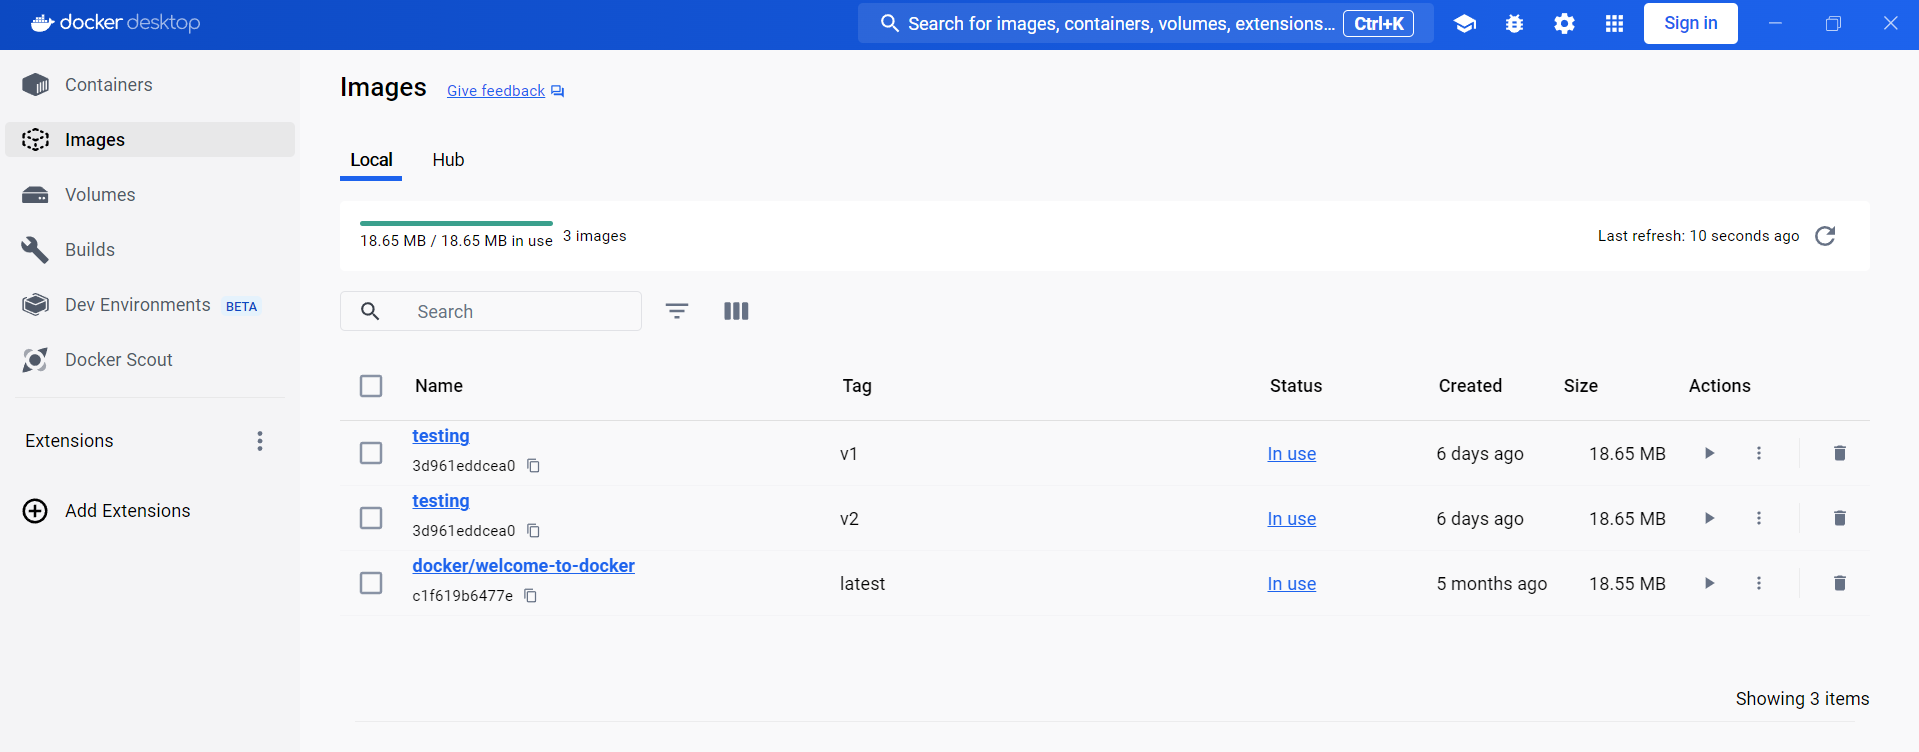 docker desktop
Search for images, containers, volumes, extensions... Ctrl+K
Sign in
Containers
Images
Volumes
Builds
Dev Environments BETA
Docker Scout
Extensions
Add Extensions
Images Give feedback
Local Hub
18.65 MB / 18.65 MB in use 3 images
Last refresh: 10 seconds ago
Search
Name Tag Status Created Size Actions
testing
3d961eddcea0 v1 In use 6 days ago 18.65 MB
testing
3d961eddcea0 v2 In use 6 days ago 18.65 MB
docker/welcome-to-docker
c1f619b6477e latest In use 5 months ago 18.55 MB
Showing 3 items